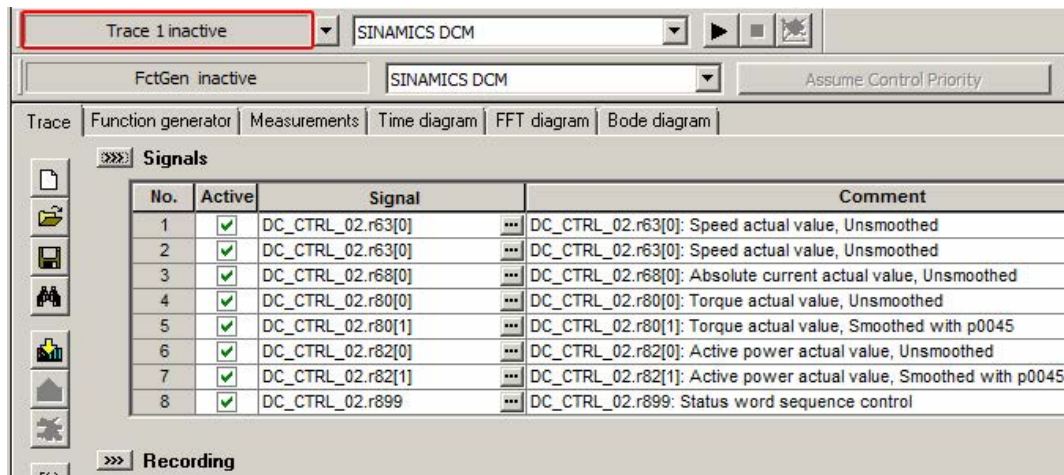 Trace 1 inactive SINAMICS DCM
FctGen inactive SINAMICS DCM Assume Control Priority
Trace Function generator Measurements Time diagram FFT diagram Bode diagram
Signals
No. Active Signal Comment
1 DC_CTRL_02.r63[0] DC_CTRL_02.r63[0]: Speed actual value, Unsmoothed
2 DC_CTRL_02.r63[0] DC_CTRL_02.r63[0]: Speed actual value, Unsmoothed
3 DC_CTRL_02.r68[0] DC_CTRL_02.r68[0]: Absolute current actual value, Unsmoothed
4 DC_CTRL_02.r80[0] DC_CTRL_02.r80[0]: Torque actual value, Unsmoothed
5 DC_CTRL_02.r80[1] DC_CTRL_02.r80[1]: Torque actual value, Smoothed with p0045
6 DC_CTRL_02.r82[0] DC_CTRL_02.r82[0]: Active power actual value, Unsmoothed
7 DC_CTRL_02.r82[1] DC_CTRL_02.r82[1]: Active power actual value, Smoothed with p0045
8 DC_CTRL_02.r899 DC_CTRL_02.r899: Status word sequence control
Recording